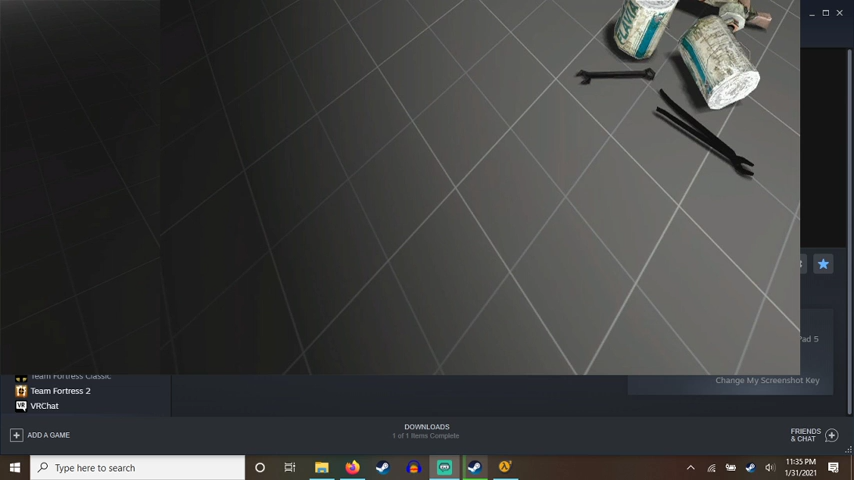 Pad 5
Change My Screenshot Key
Team Fortress Classic
Team Fortress 2
VRChat
ADD A GAME
DOWNLOADS
1 of 1 Items Complete
FRIENDS
& CHAT
Type here to search
11:35 PM
1/31/2021